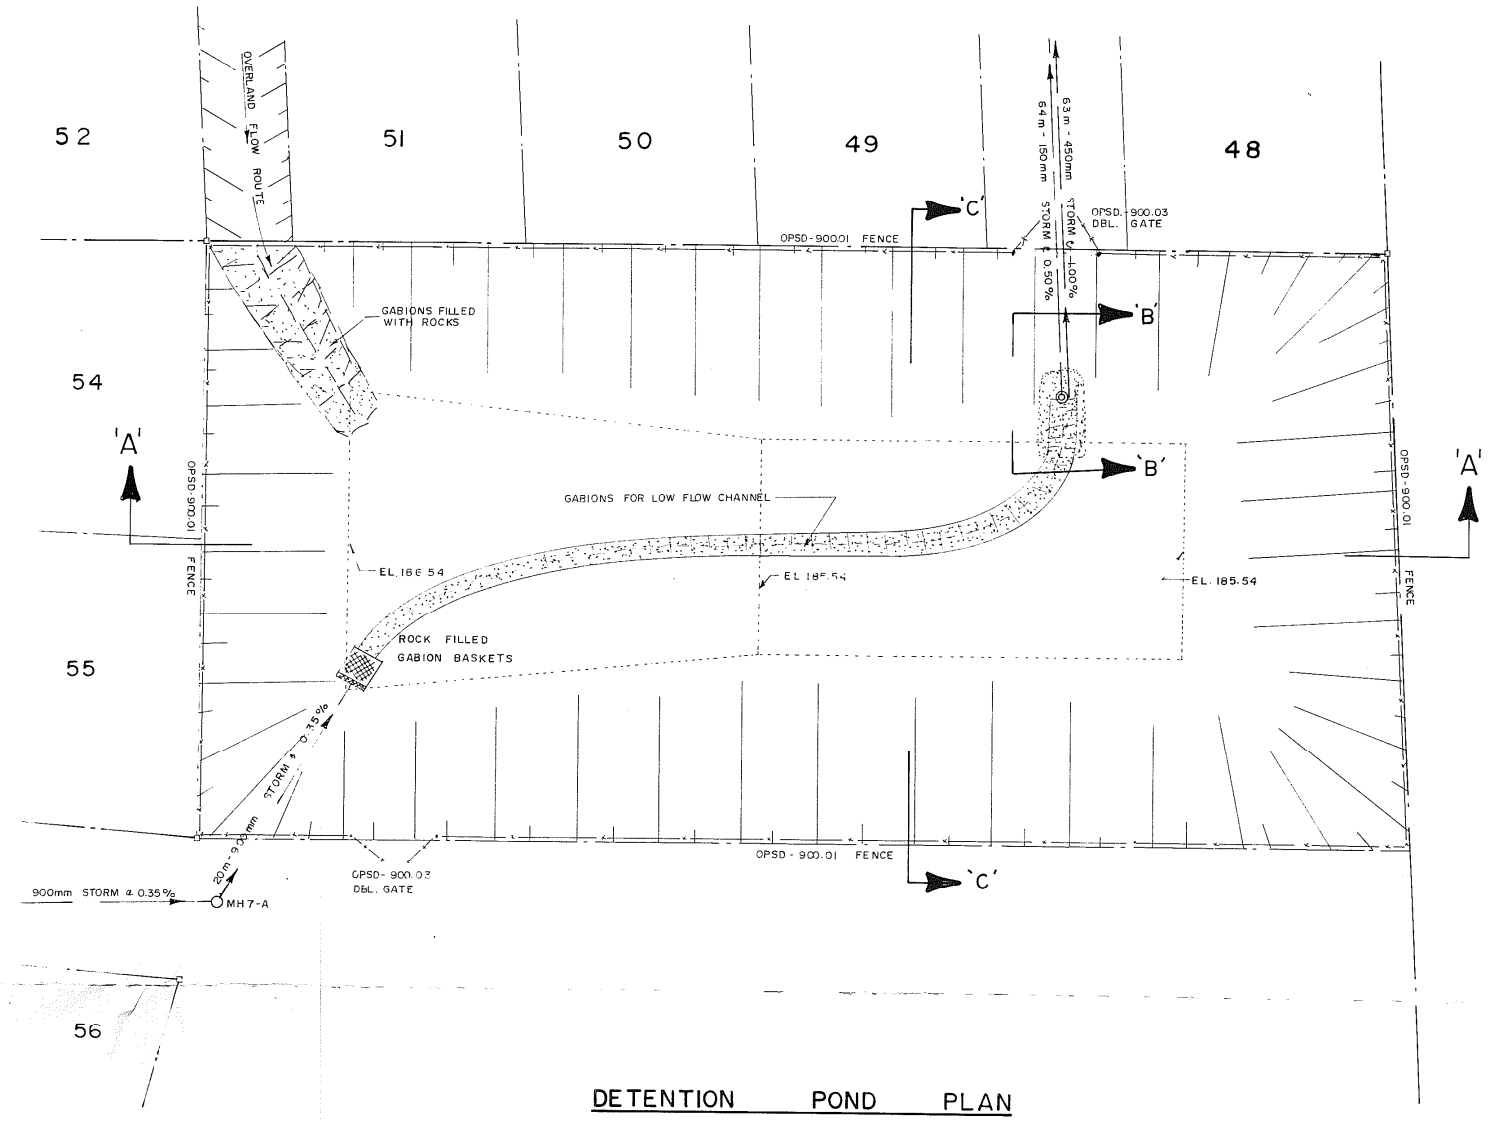 OVERLAND FLOW ROUTE
52
51
50
49
48
64m - 150mm STORM @ 0.50%
63m - 450mm STORM @ 1.00%
'C'
OPSD.-900.03
DBL. GATE
OPSD-900.01 FENCE
GABIONS FILLED
WITH ROCKS
'B'
54
'A'
'A'
'B'
OPSD-900.01 FENCE
OPSD-900.01 FENCE
GABIONS FOR LOW FLOW CHANNEL
EL. 186.54
EL. 185.54
EL. 185.54
ROCK FILLED
GABION BASKETS
55
20m - 900mm STORM @ 0.35%
OPSD - 900.01 FENCE
OPSD- 900.03
DBL. GATE
'C'
900mm STORM @ 0.35%
MH7-A
56
DETENTION POND PLAN